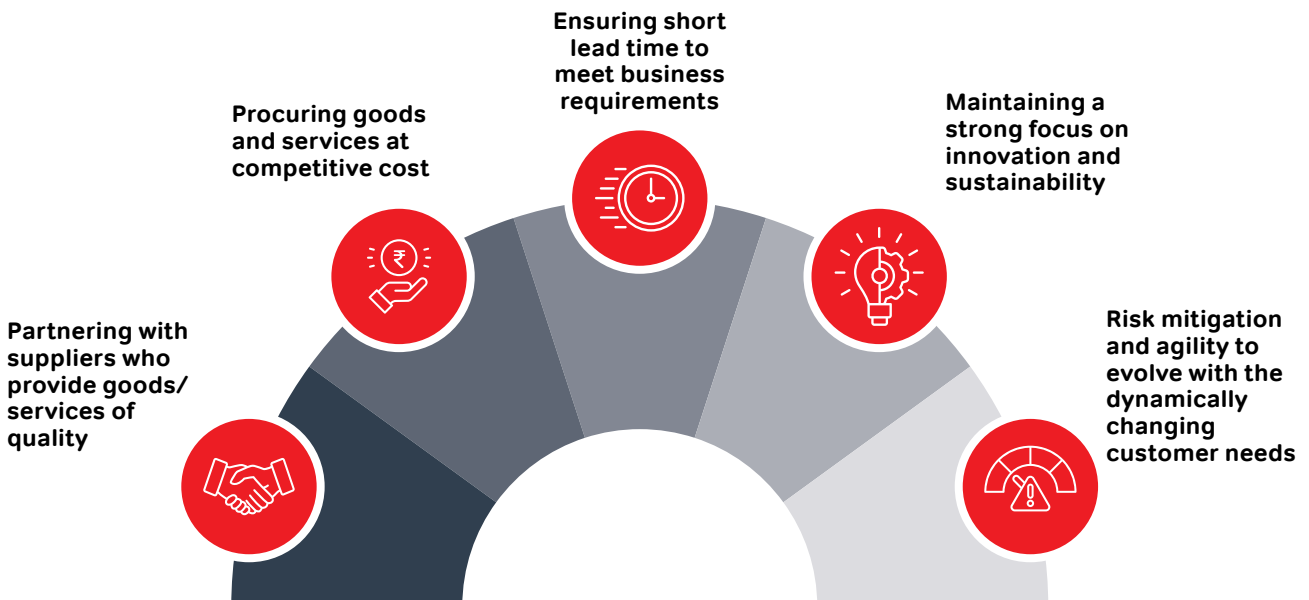 Partnering with
suppliers who
provide goods/
services of
quality
Procuring goods
and services at
competitive cost
₹
Ensuring short
lead time to
meet business
requirements
Maintaining a
strong focus on
innovation and
sustainability
Risk mitigation
and agility to
evolve with the
dynamically
changing
customer needs